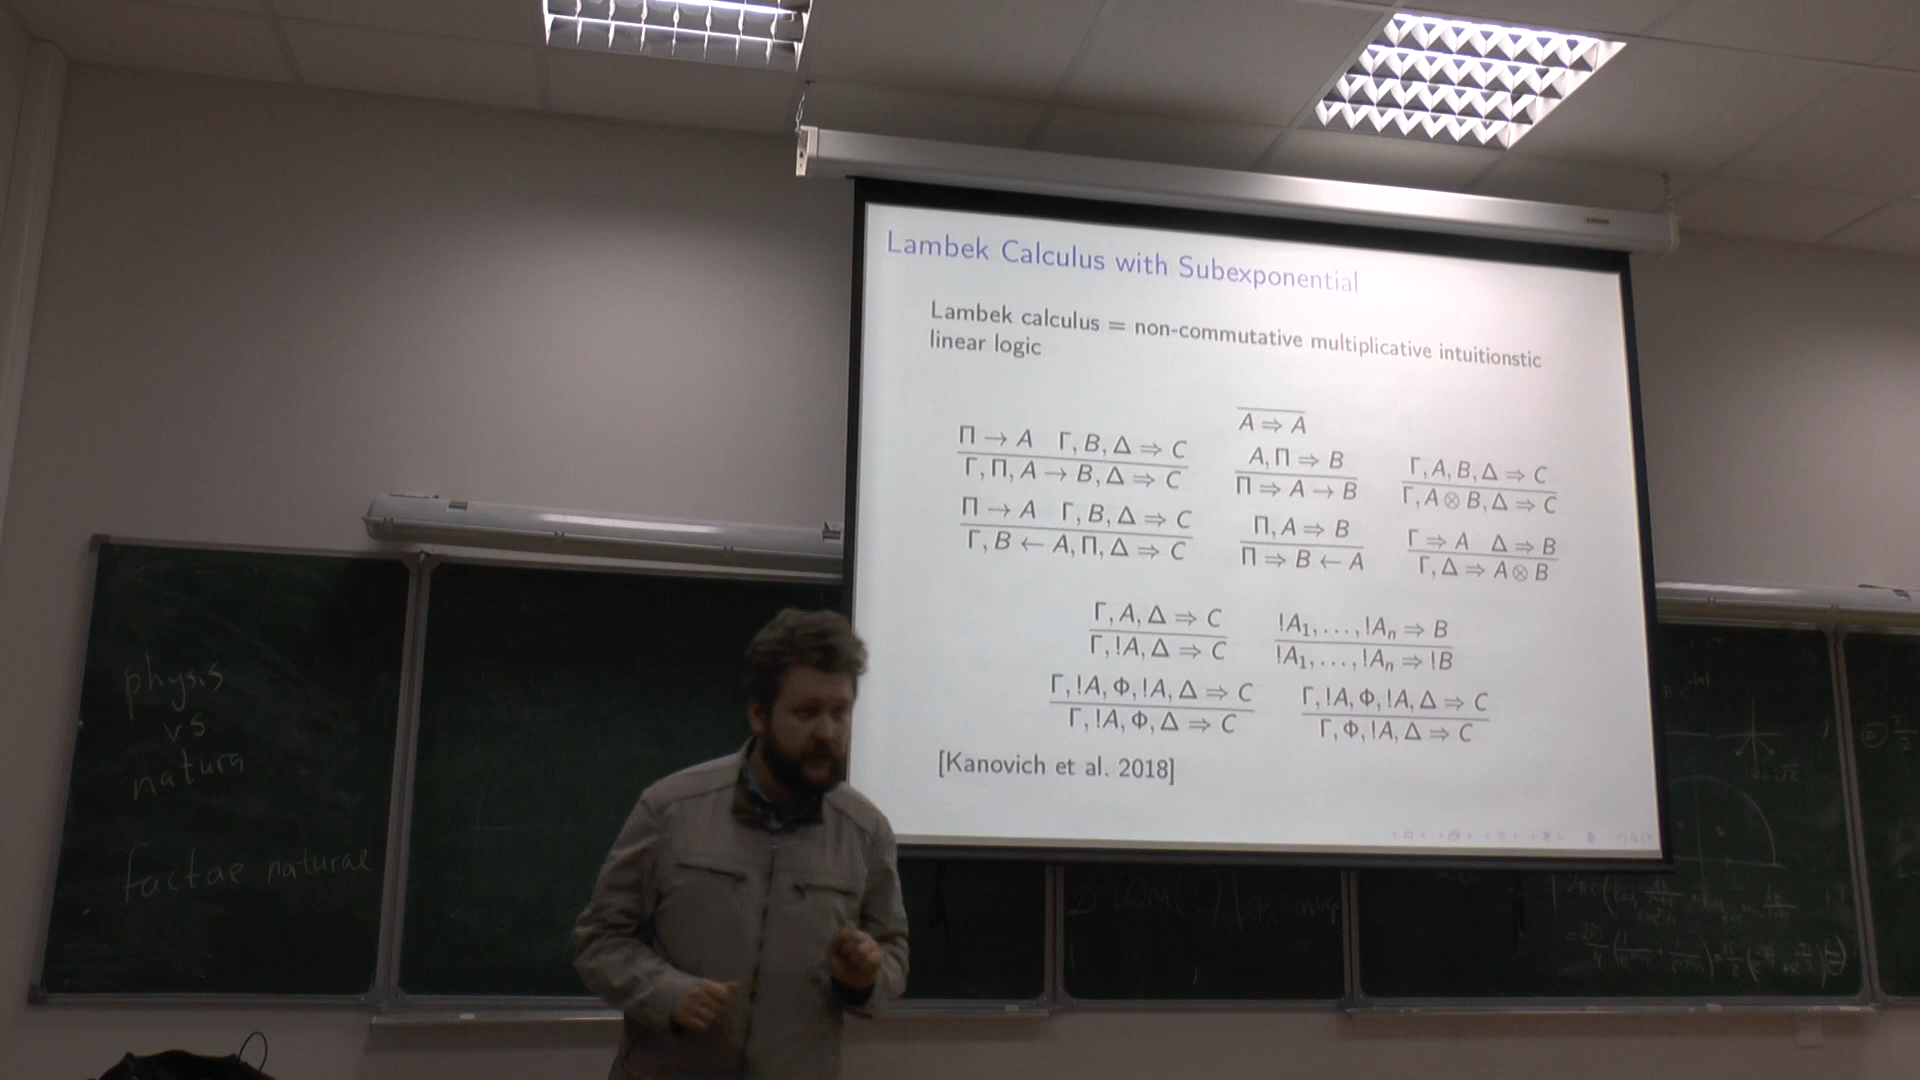 Lambek Calculus with Subexponential
Lambek calculus = non-commutative multiplicative intuitionstic
linear logic
A ⇒ A
Π → A Γ, B, Δ ⇒ C
Γ, Π, A → B, Δ ⇒ C
A, Π ⇒ B
Π ⇒ A → B
Γ, A, B, Δ ⇒ C
Γ, A ⊗ B, Δ ⇒ C
Π → A Γ, B, Δ ⇒ C
Γ, B ← A, Π, Δ ⇒ C
Π, A ⇒ B
Π ⇒ B ← A
Γ ⇒ A Δ ⇒ B
Γ, Δ ⇒ A ⊗ B
Γ, A, Δ ⇒ C
Γ, !A, Δ ⇒ C
!A₁, …, !Aₙ ⇒ B
!A₁, …, !Aₙ ⇒ !B
Γ, !A, Φ, !A, Δ ⇒ C
Γ, !A, Φ, Δ ⇒ C
Γ, !A, Φ, !A, Δ ⇒ C
Γ, Φ, !A, Δ ⇒ C
[Kanovich et al. 2018]
physis
vs
natura
factae naturae